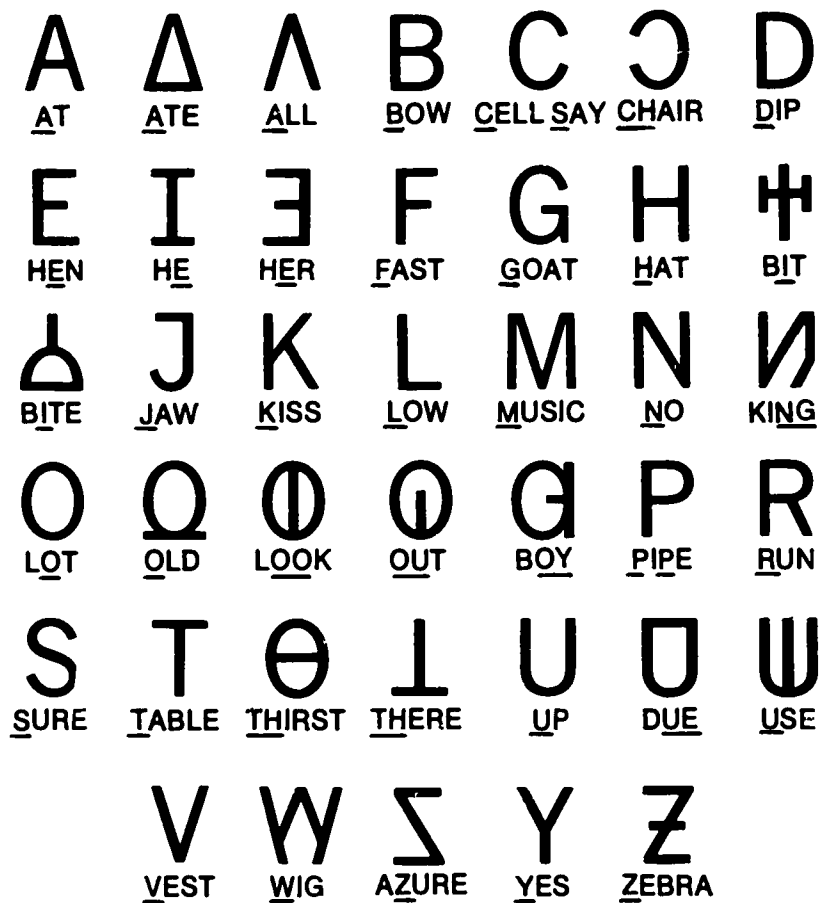 A Δ Λ B C Ɔ D
AT ATE ALL BOW CELL SAY CHAIR DIP
E I Ǝ F G H
HEN HE HER FAST GOAT HAT BIT
J K L M N И
BITE JAW KISS LOW MUSIC NO KING
O O̲ ⦶ P R
LOT OLD LOOK OUT BOY PIPE RUN
S T Θ ⊥ U
SURE TABLE THIRST THERE UP DUE USE
V W Y Ƶ
VEST WIG AZURE YES ZEBRA